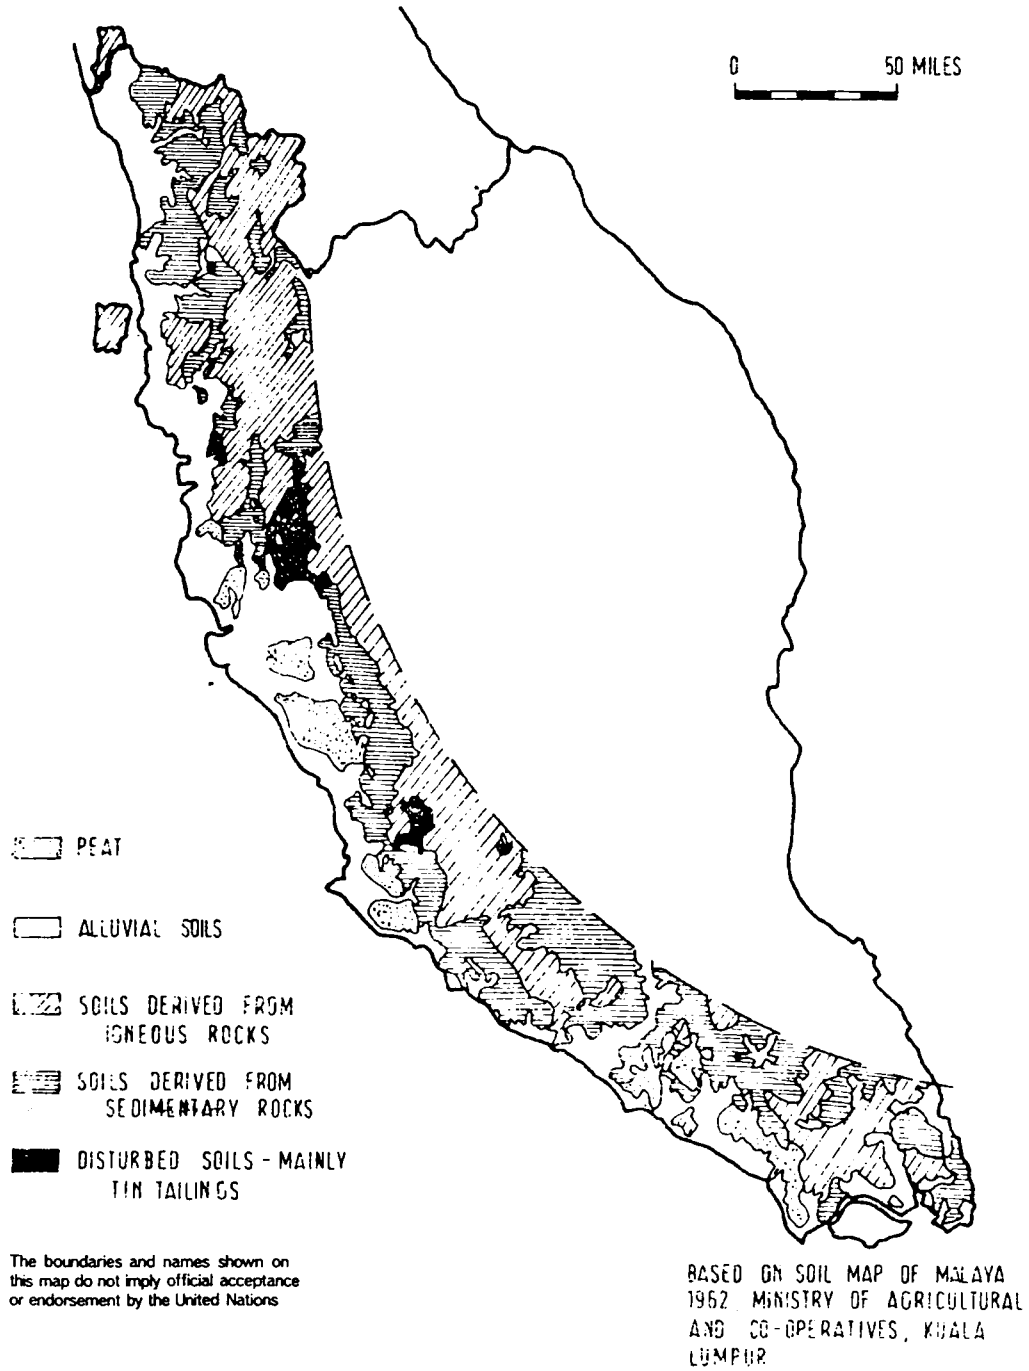 0 50 MILES
PEAT
ALLUVIAL SOILS
SOILS DERIVED FROM
IGNEOUS ROCKS
SOILS DERIVED FROM
SEDIMENTARY ROCKS
DISTURBED SOILS - MAINLY
TIN TAILINGS
The boundaries and names shown on
this map do not imply official acceptance
or endorsement by the United Nations
BASED ON SOIL MAP OF MALAYA
1962 MINISTRY OF AGRICULTURAL
AND CO-OPERATIVES, KUALA
LUMPUR